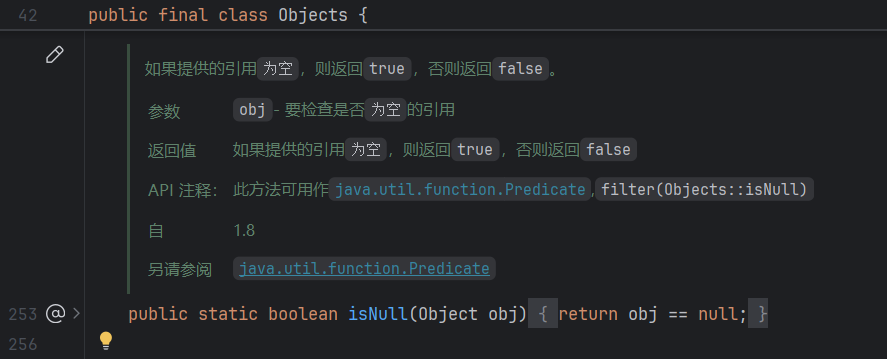 42 public final class Objects {
如果提供的引用为空，则返回true，否则返回false。
参数 obj - 要检查是否为空的引用
返回值 如果提供的引用为空，则返回true，否则返回false
API 注释： 此方法可用作java.util.function.Predicate,filter(Objects::isNull)
自 1.8
另请参阅 java.util.function.Predicate
253 @ public static boolean isNull(Object obj) { return obj == null; }
256